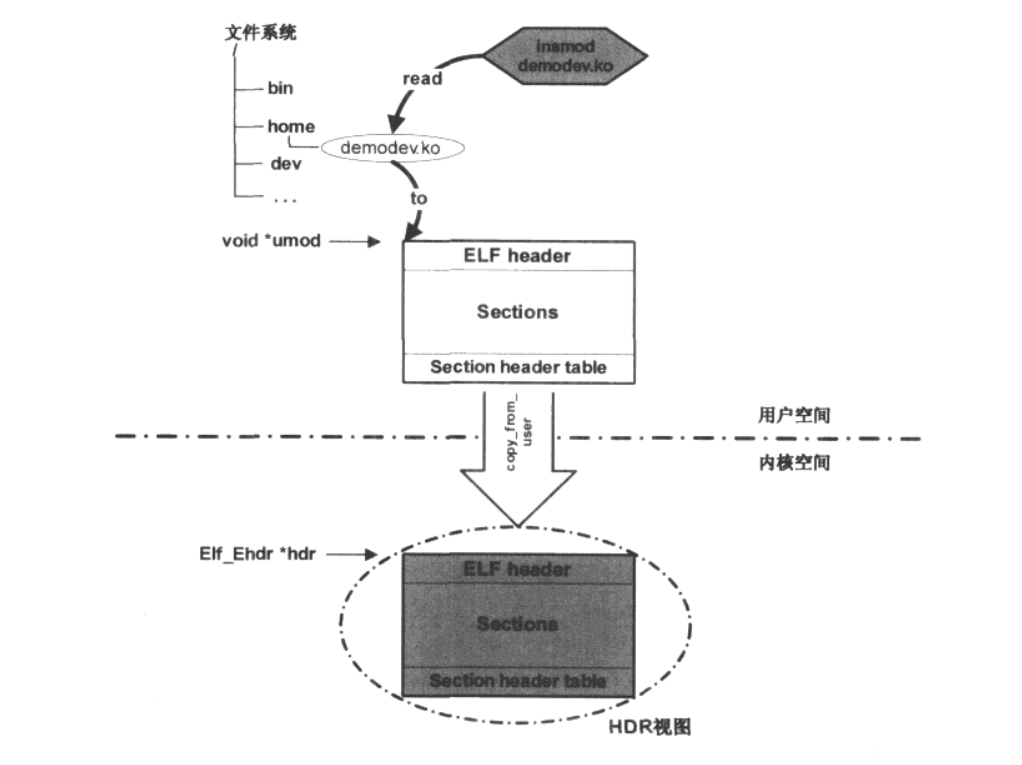 文件系统
insmod
demodev.ko
read
bin
home
demodev.ko
dev
...
to
void *umod
ELF header
Sections
Section header table
copy_from_
user
用户空间
内核空间
Elf_Ehdr *hdr
ELF header
Sections
Section header table
HDR视图